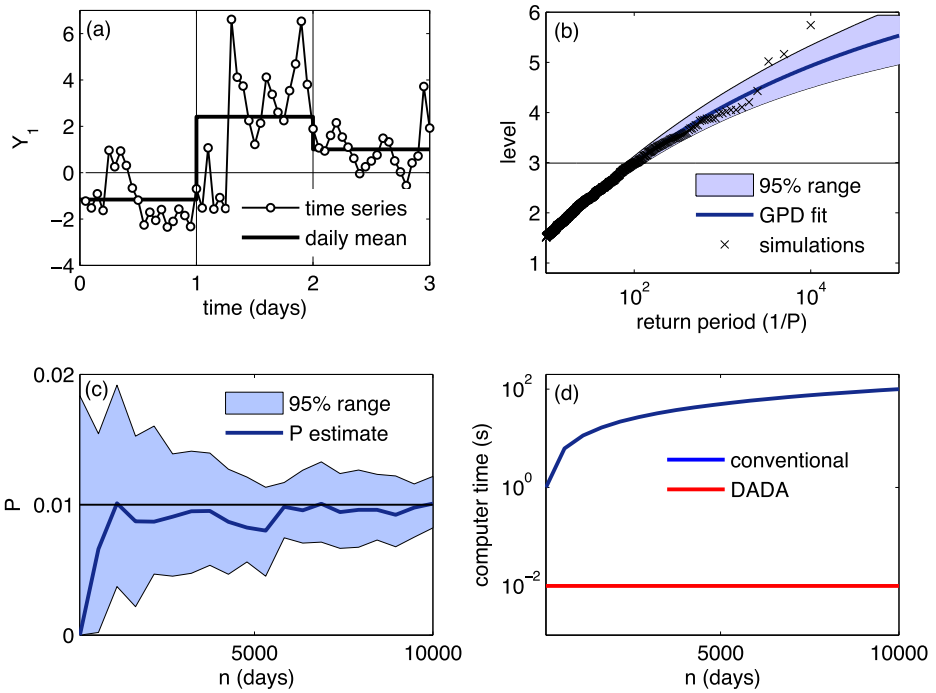 (a)
6
4
2
0
−2
−4
Y1
0
1
2
3
time (days)
time series
daily mean
(b)
6
5
4
3
2
1
level
10^2
10^4
return period (1/P)
95% range
GPD fit
simulations
(c)
0.02
0.01
0
P
5000
10000
n (days)
95% range
P estimate
(d)
10^2
10^0
10^−2
computer time (s)
5000
10000
n (days)
conventional
DADA